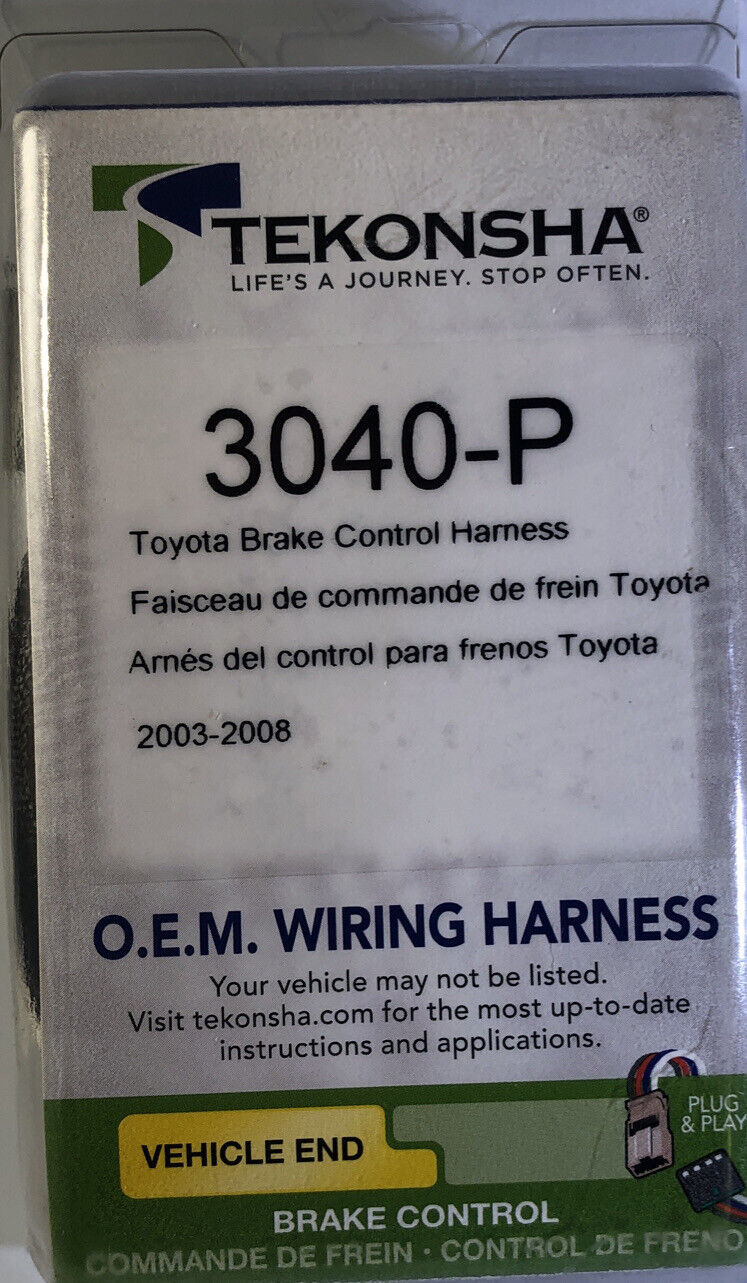 TEKONSHA®
LIFE'S A JOURNEY. STOP OFTEN.
3040-P
Toyota Brake Control Harness
Faisceau de commande de frein Toyota
Arnés del control para frenos Toyota
2003-2008
O.E.M. WIRING HARNESS
Your vehicle may not be listed.
Visit tekonsha.com for the most up-to-date
instructions and applications.
PLUG
& PLAY
VEHICLE END
BRAKE CONTROL
COMMANDE DE FREIN · CONTROL DE FRENO